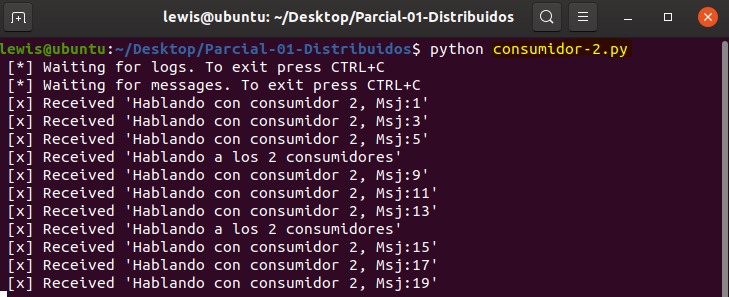 lewis@ubuntu: ~/Desktop/Parcial-01-Distribuidos
lewis@ubuntu:~/Desktop/Parcial-01-Distribuidos$ python consumidor-2.py
[*] Waiting for logs. To exit press CTRL+C
[*] Waiting for messages. To exit press CTRL+C
[x] Received 'Hablando con consumidor 2, Msj:1'
[x] Received 'Hablando con consumidor 2, Msj:3'
[x] Received 'Hablando con consumidor 2, Msj:5'
[x] Received 'Hablando a los 2 consumidores'
[x] Received 'Hablando con consumidor 2, Msj:9'
[x] Received 'Hablando con consumidor 2, Msj:11'
[x] Received 'Hablando con consumidor 2, Msj:13'
[x] Received 'Hablando a los 2 consumidores'
[x] Received 'Hablando con consumidor 2, Msj:15'
[x] Received 'Hablando con consumidor 2, Msj:17'
[x] Received 'Hablando con consumidor 2, Msj:19'